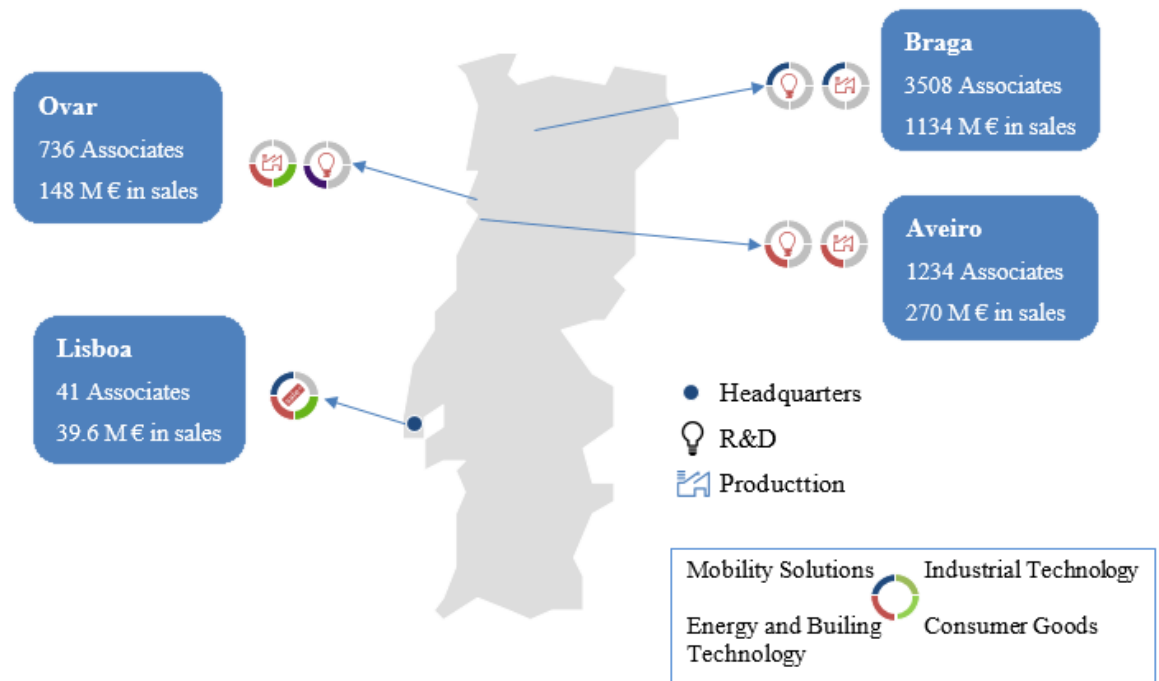 Braga
3508 Associates
1134 M € in sales
Ovar
736 Associates
148 M € in sales
Aveiro
1234 Associates
270 M € in sales
Lisboa
41 Associates
39.6 M € in sales
Headquarters
R&D
Producttion
Mobility Solutions
Industrial Technology
Energy and Builing
Technology
Consumer Goods